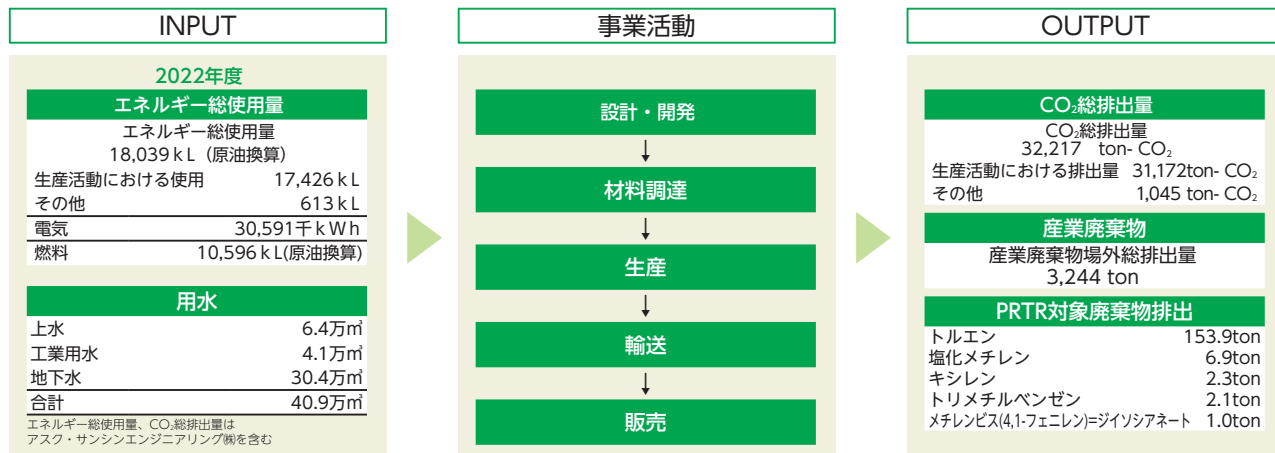 INPUT
2022年度
エネルギー総使用量
エネルギー総使用量
18,039ｋL（原油換算）
生産活動における使用 17,426ｋL
その他 613ｋL
電気 30,591千ｋＷｈ
燃料 10,596ｋL(原油換算)
用水
上水 6.4万㎥
工業用水 4.1万㎥
地下水 30.4万㎥
合計 40.9万㎥
エネルギー総使用量、CO₂総排出量は
アスク・サンシンエンジニアリング㈱を含む
事業活動
設計・開発
↓
材料調達
↓
生産
↓
輸送
↓
販売
OUTPUT
CO₂総排出量
CO₂総排出量
32,217 ton- CO₂
生産活動における排出量 31,172ton- CO₂
その他 1,045 ton- CO₂
産業廃棄物
産業廃棄物場外総排出量
3,244 ton
PRTR対象廃棄物排出
トルエン 153.9ton
塩化メチレン 6.9ton
キシレン 2.3ton
トリメチルベンゼン 2.1ton
メチレンビス(4,1-フェニレン)=ジイソシアネート 1.0ton